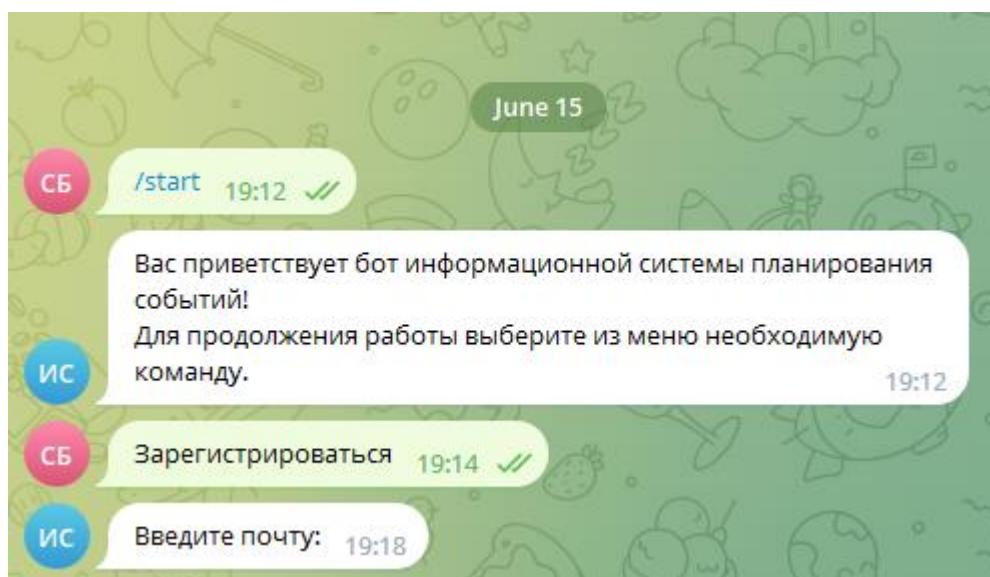 June 15
СБ
/start 19:12
Вас приветствует бот информационной системы планирования
событий!
Для продолжения работы выберите из меню необходимую
команду.
ИС
19:12
СБ
Зарегистрироваться 19:14
ИС
Введите почту: 19:18